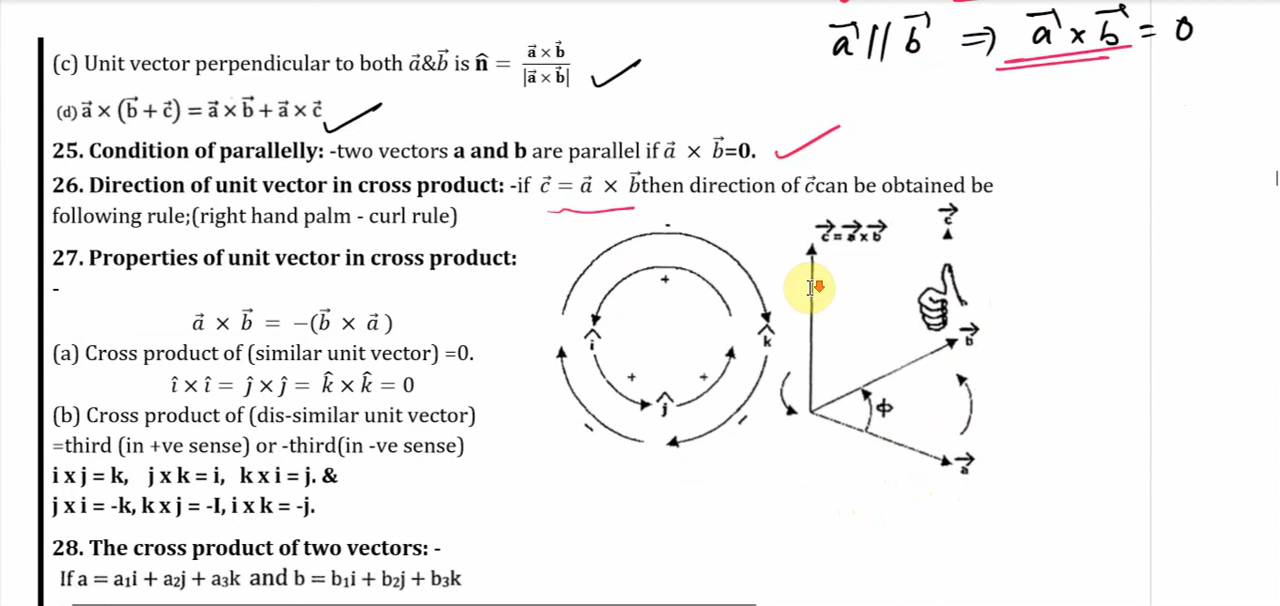 a⃗ // b⃗ ⇒ a⃗ × b⃗ = 0
(c) Unit vector perpendicular to both a⃗&b⃗ is n̂ = a⃗ × b⃗ / |a⃗ × b⃗|
(d) a⃗ × (b⃗ + c⃗) = a⃗ × b⃗ + a⃗ × c⃗
25. Condition of parallelly: -two vectors a and b are parallel if a⃗ × b⃗=0.
26. Direction of unit vector in cross product: -if c⃗ = a⃗ × b⃗then direction of c⃗can be obtained be
following rule;(right hand palm - curl rule)
27. Properties of unit vector in cross product:
-
a⃗ × b⃗ = −(b⃗ × a⃗ )
(a) Cross product of (similar unit vector) =0.
î × î = ĵ × ĵ = k̂ × k̂ = 0
(b) Cross product of (dis-similar unit vector)
=third (in +ve sense) or -third(in -ve sense)
i x j = k, j x k = i, k x i = j. &
j x i = -k, k x j = -I, i x k = -j.
28. The cross product of two vectors: -
If a = a₁i + a₂j + a₃k and b = b₁i + b₂j + b₃k
-
+
î
k̂
+
+
ĵ
-
-
c⃗ = a⃗ x b⃗
c⃗
b⃗
ϕ
a⃗